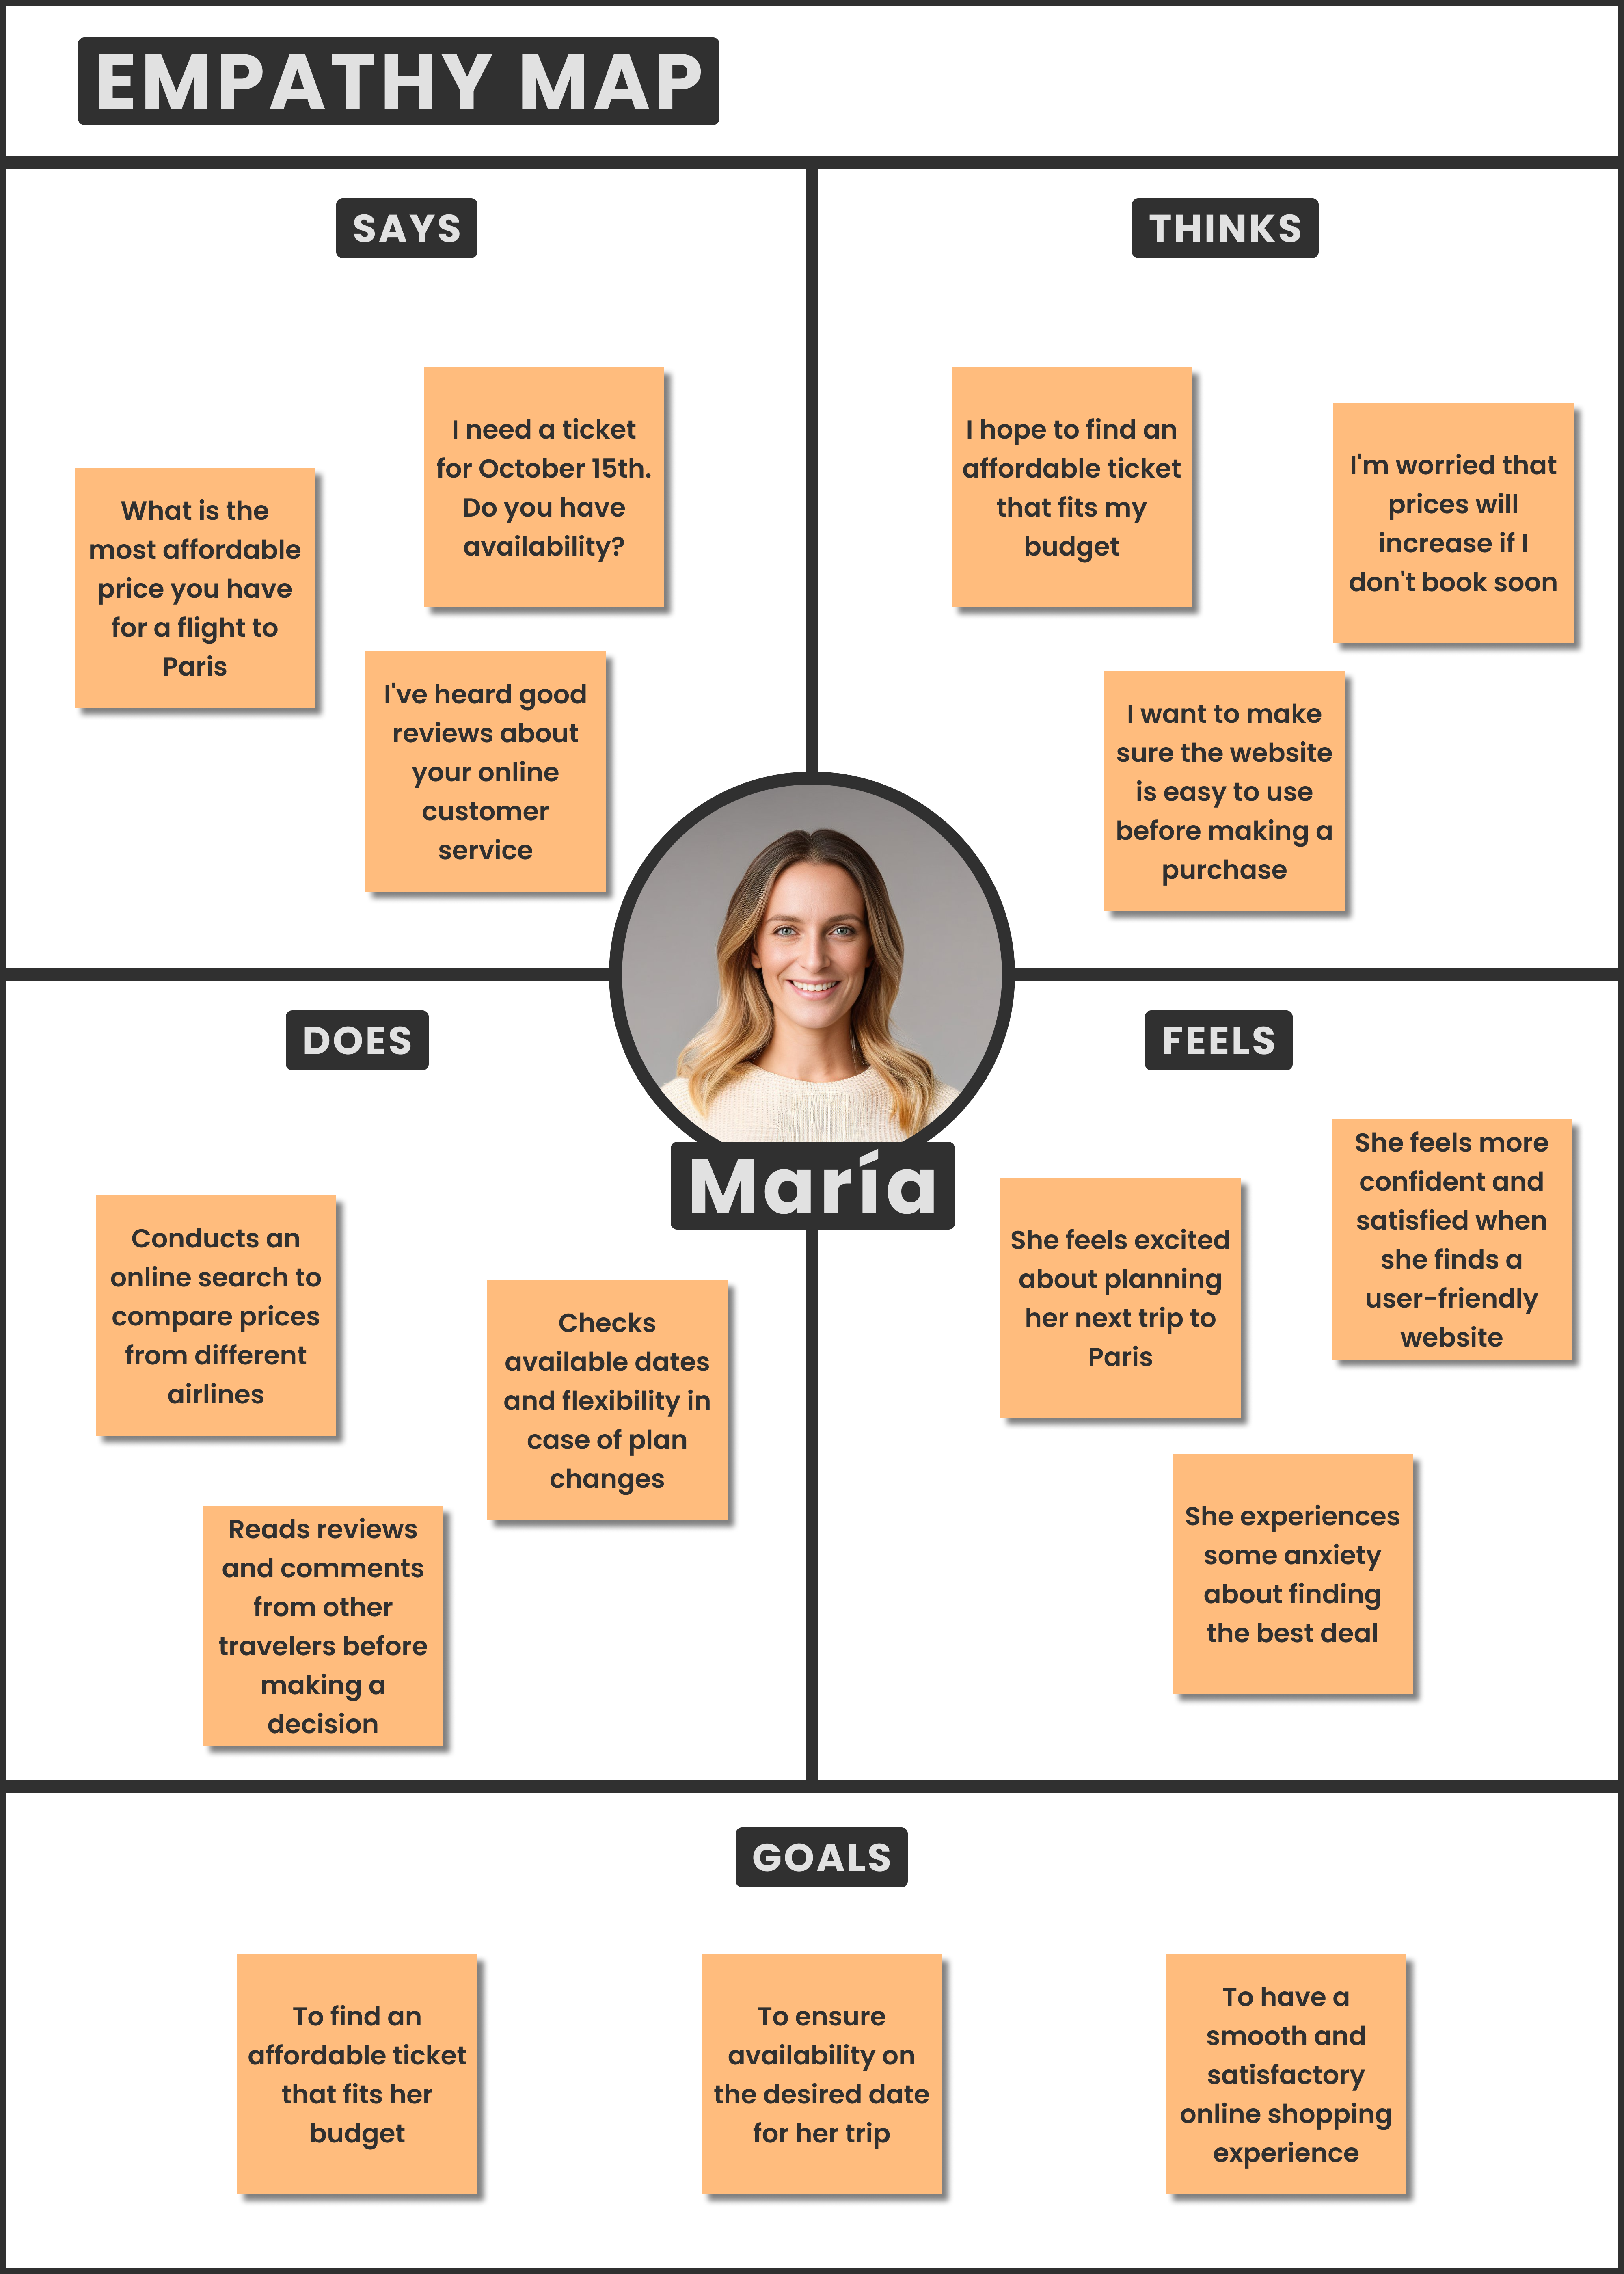 EMPATHY MAP
SAYS
What is the
most affordable
price you have
for a flight to
Paris
I need a ticket
for October 15th.
Do you have
availability?
I've heard good
reviews about
your online
customer
service
THINKS
I hope to find an
affordable ticket
that fits my
budget
I'm worried that
prices will
increase if I
don't book soon
I want to make
sure the website
is easy to use
before making a
purchase
María
DOES
Conducts an
online search to
compare prices
from different
airlines
Checks
available dates
and flexibility in
case of plan
changes
Reads reviews
and comments
from other
travelers before
making a
decision
FEELS
She feels excited
about planning
her next trip to
Paris
She feels more
confident and
satisfied when
she finds a
user-friendly
website
She experiences
some anxiety
about finding
the best deal
GOALS
To find an
affordable ticket
that fits her
budget
To ensure
availability on
the desired date
for her trip
To have a
smooth and
satisfactory
online shopping
experience